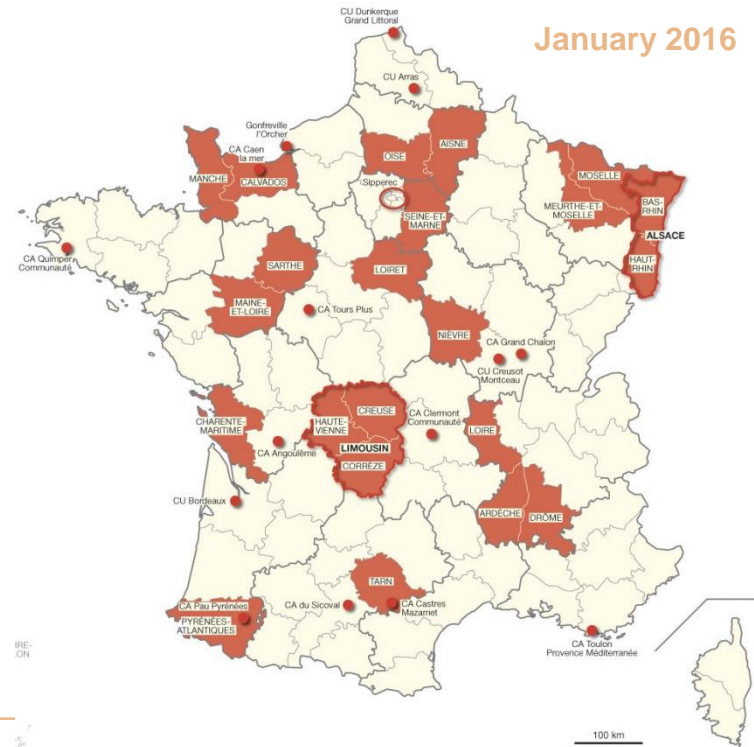 January 2016
CU Dunkerque
Grand Littoral
CU Arras
Gonfreville
l'Orcher
CA Caen
la mer
MANCHE
CALVADOS
OISE
AISNE
Sipperec
SEINE-ET-
MARNE
MOSELLE
MEURTHE-ET-
MOSELLE
BAS-
RHIN
ALSACE
HAUT-
RHIN
CA Quimper
Communauté
SARTHE
LOIRET
MAINE-
ET-LOIRE
CA Tours Plus
NIÈVRE
CA Grand Chalon
CU Creusot
Montceau
CHARENTE-
MARITIME
HAUTE-
VIENNE
CREUSE
CA Clermont
Communauté
LOIRE
CA Angoulême
LIMOUSIN
CORRÈZE
CU Bordeaux
ARDÈCHE
DRÔME
TARN
CA Pau Pyrénées
CA du Sicoval
CA Castres
Mazamet
PYRÉNÉES-
ATLANTIQUES
CA Toulon
Provence Méditerranée
100 km